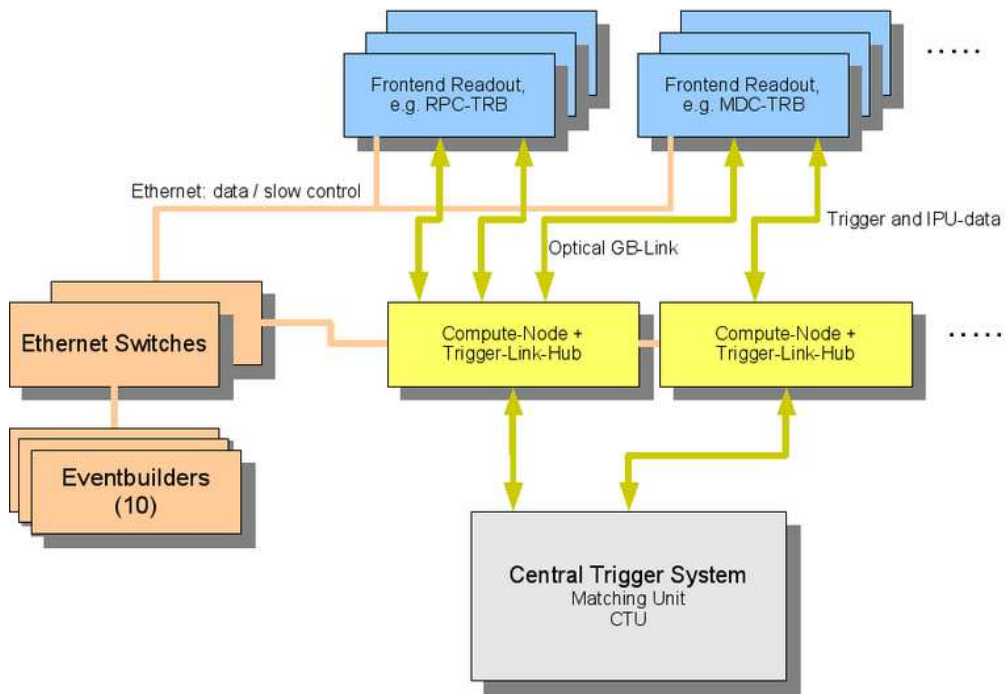 Frontend Readout,
e.g. RPC-TRB
Frontend Readout,
e.g. MDC-TRB
.....
Ethernet: data / slow control
Trigger and IPU-data
Optical GB-Link
Ethernet Switches
Compute-Node +
Trigger-Link-Hub
Compute-Node +
Trigger-Link-Hub
.....
Eventbuilders
(10)
Central Trigger System
Matching Unit
CTU